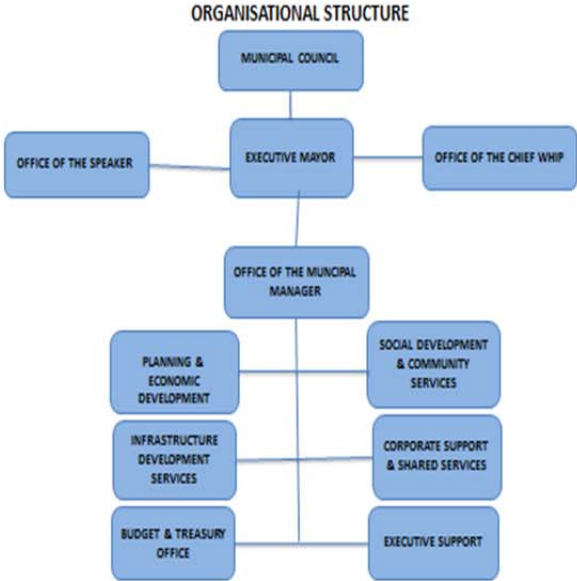 ORGANISATIONAL STRUCTURE
MUNICIPAL COUNCIL
OFFICE OF THE SPEAKER
EXECUTIVE MAYOR
OFFICE OF THE CHIEF WHIP
OFFICE OF THE MUNCIPAL
MANAGER
PLANNING &
ECONOMIC
DEVELOPMENT
SOCIAL DEVELOPMENT
& COMMUNITY
SERVICES
INFRASTRUCTURE
DEVELOPMENT
SERVICES
CORPORATE SUPPORT
& SHARED SERVICES
BUDGET & TREASURY
OFFICE
EXECUTIVE SUPPORT